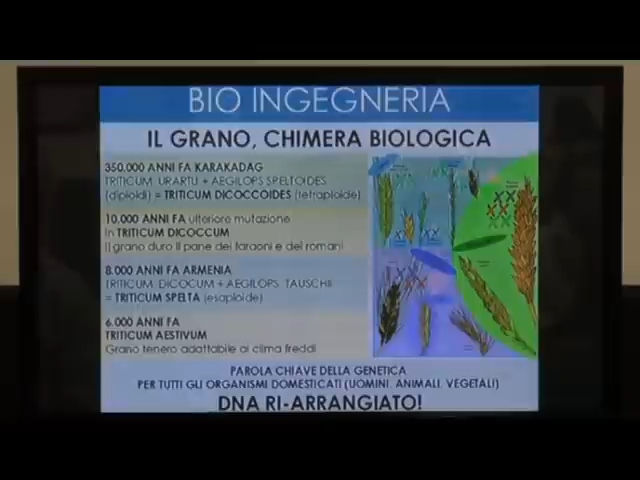 BIO INGEGNERIA
IL GRANO, CHIMERA BIOLOGICA
350.000 ANNI FA KARAKADAG
TRITICUM URARTU + AEGILOPS SPELTOIDES
(diploidi) = TRITICUM DICOCCOIDES (tetraploide)
10.000 ANNI FA ulteriore mutazione
in TRITICUM DICOCCUM
Il grano duro il pane dei faraoni e dei romani
8.000 ANNI FA ARMENIA
TRITICUM DICOCUM + AEGILOPS TAUSCHII
= TRITICUM SPELTA (esaploide)
6.000 ANNI FA
TRITICUM AESTIVUM
Grano tenero adattabile ai climi freddi
PAROLA CHIAVE DELLA GENETICA
PER TUTTI GLI ORGANISMI DOMESTICATI (UOMINI. ANIMALI. VEGETALI)
DNA RI-ARRANGIATO!